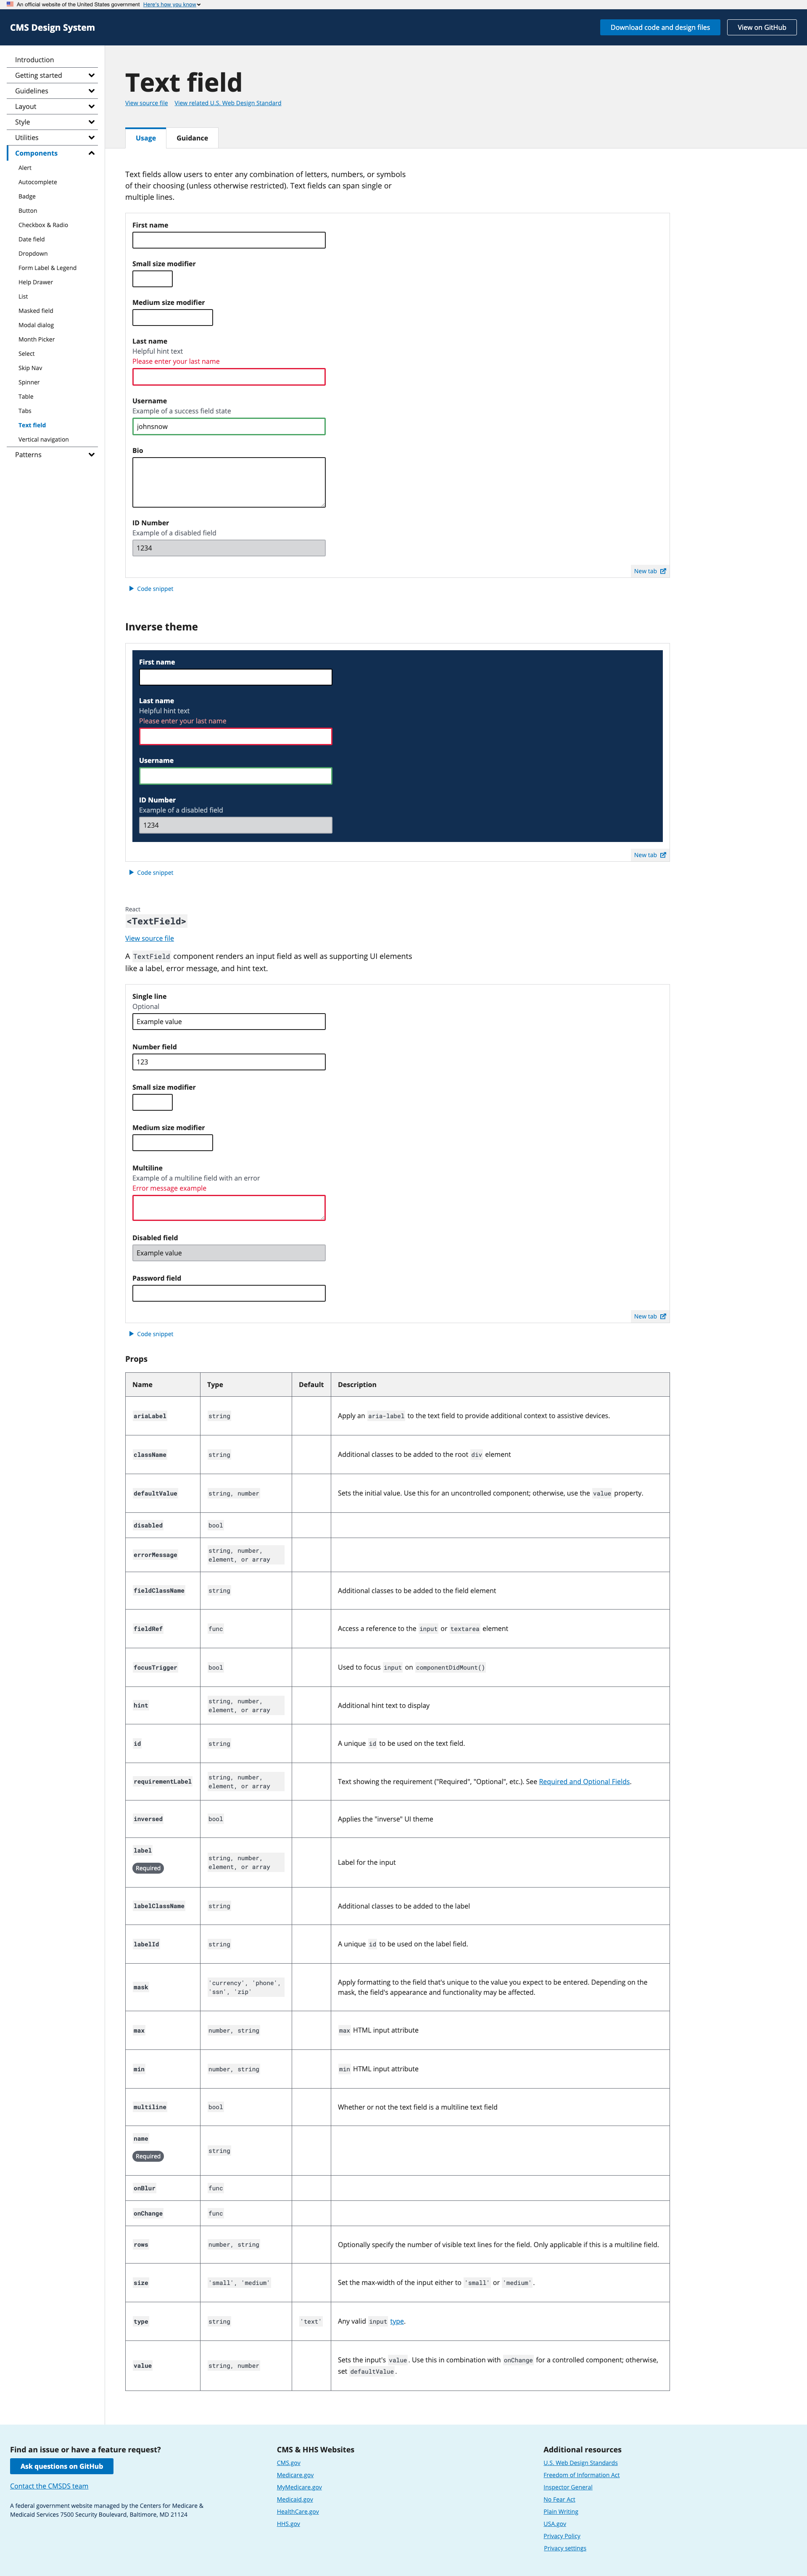 An official website of the United States government Here's how you know
CMS Design System
Download code and design files
View on GitHub
Introduction
Getting started
Guidelines
Layout
Style
Utilities
Components
Alert
Autocomplete
Badge
Button
Checkbox & Radio
Date field
Dropdown
Form Label & Legend
Help Drawer
List
Masked field
Modal dialog
Month Picker
Select
Skip Nav
Spinner
Table
Tabs
Text field
Vertical navigation
Patterns
Text field
View source file View related U.S. Web Design Standard
Usage
Guidance
Text fields allow users to enter any combination of letters, numbers, or symbols
of their choosing (unless otherwise restricted). Text fields can span single or
multiple lines.
First name
Small size modifier
Medium size modifier
Last name
Helpful hint text
Please enter your last name
Username
Example of a success field state
johnsnow
Bio
ID Number
Example of a disabled field
1234
New tab
Code snippet
Inverse theme
First name
Last name
Helpful hint text
Please enter your last name
Username
ID Number
Example of a disabled field
1234
New tab
Code snippet
React
<TextField>
View source file
A TextField component renders an input field as well as supporting UI elements
like a label, error message, and hint text.
Single line
Optional
Example value
Number field
123
Small size modifier
Medium size modifier
Multiline
Example of a multiline field with an error
Error message example
Disabled field
Example value
Password field
New tab
Code snippet
Props
Name Type Default Description
ariaLabel string Apply an aria-label to the text field to provide additional context to assistive devices.
className string Additional classes to be added to the root div element
defaultValue string, number Sets the initial value. Use this for an uncontrolled component; otherwise, use the value property.
disabled bool
errorMessage string, number,
element, or array
fieldClassName string Additional classes to be added to the field element
fieldRef func Access a reference to the input or textarea element
focusTrigger bool Used to focus input on componentDidMount()
hint string, number,
element, or array Additional hint text to display
id string A unique id to be used on the text field.
requirementLabel string, number,
element, or array Text showing the requirement ("Required", "Optional", etc.). See Required and Optional Fields.
inversed bool Applies the "inverse" UI theme
label
Required
string, number,
element, or array Label for the input
labelClassName string Additional classes to be added to the label
labelId string A unique id to be used on the label field.
mask 'currency', 'phone',
'ssn', 'zip'
Apply formatting to the field that's unique to the value you expect to be entered. Depending on the
mask, the field's appearance and functionality may be affected.
max number, string max HTML input attribute
min number, string min HTML input attribute
multiline bool Whether or not the text field is a multiline text field
name
Required
string
onBlur func
onChange func
rows number, string Optionally specify the number of visible text lines for the field. Only applicable if this is a multiline field.
size 'small', 'medium' Set the max-width of the input either to 'small' or 'medium'.
type string 'text' Any valid input type.
value string, number Sets the input's value. Use this in combination with onChange for a controlled component; otherwise,
set defaultValue.
Find an issue or have a feature request?
Ask questions on GitHub
Contact the CMSDS team
A federal government website managed by the Centers for Medicare &
Medicaid Services 7500 Security Boulevard, Baltimore, MD 21124
CMS & HHS Websites
CMS.gov
Medicare.gov
MyMedicare.gov
Medicaid.gov
HealthCare.gov
HHS.gov
Additional resources
U.S. Web Design Standards
Freedom of Information Act
Inspector General
No Fear Act
Plain Writing
USA.gov
Privacy Policy
Privacy settings